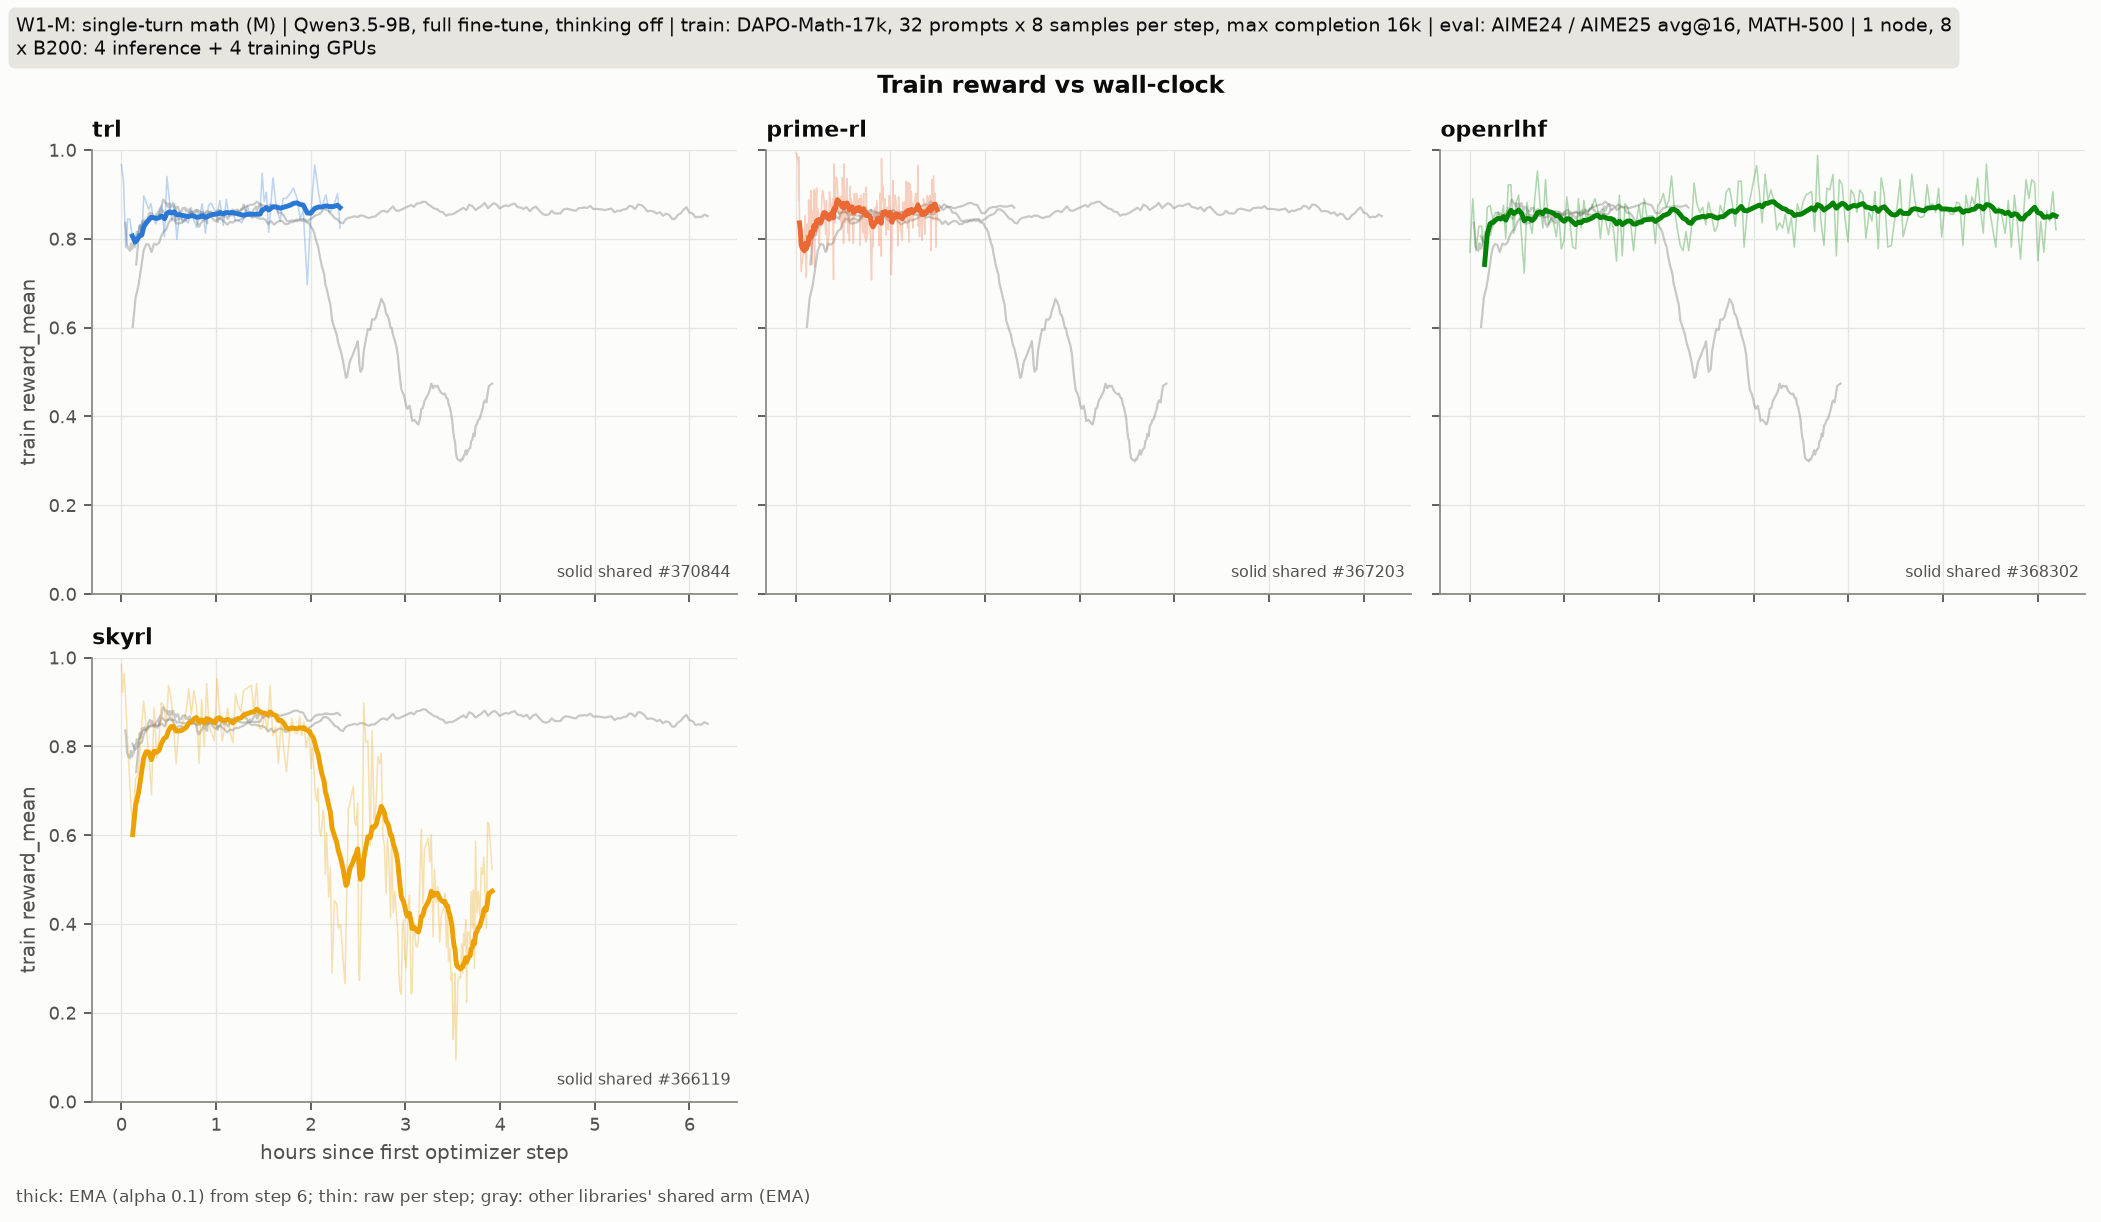 W1-M: single-turn math (M) | Qwen3.5-9B, full fine-tune, thinking off | train: DAPO-Math-17k, 32 prompts x 8 samples per step, max completion 16k | eval: AIME24 / AIME25 avg@16, MATH-500 | 1 node, 8
x B200: 4 inference + 4 training GPUs
Train reward vs wall-clock
trl
prime-rl
openrlhf
1.0
0.8
0.6
0.4
0.2
0.0
train reward_mean
solid shared #370844
solid shared #367203
solid shared #368302
skyrl
1.0
0.8
0.6
0.4
0.2
0.0
train reward_mean
solid shared #366119
0 1 2 3 4 5 6
hours since first optimizer step
thick: EMA (alpha 0.1) from step 6; thin: raw per step; gray: other libraries' shared arm (EMA)